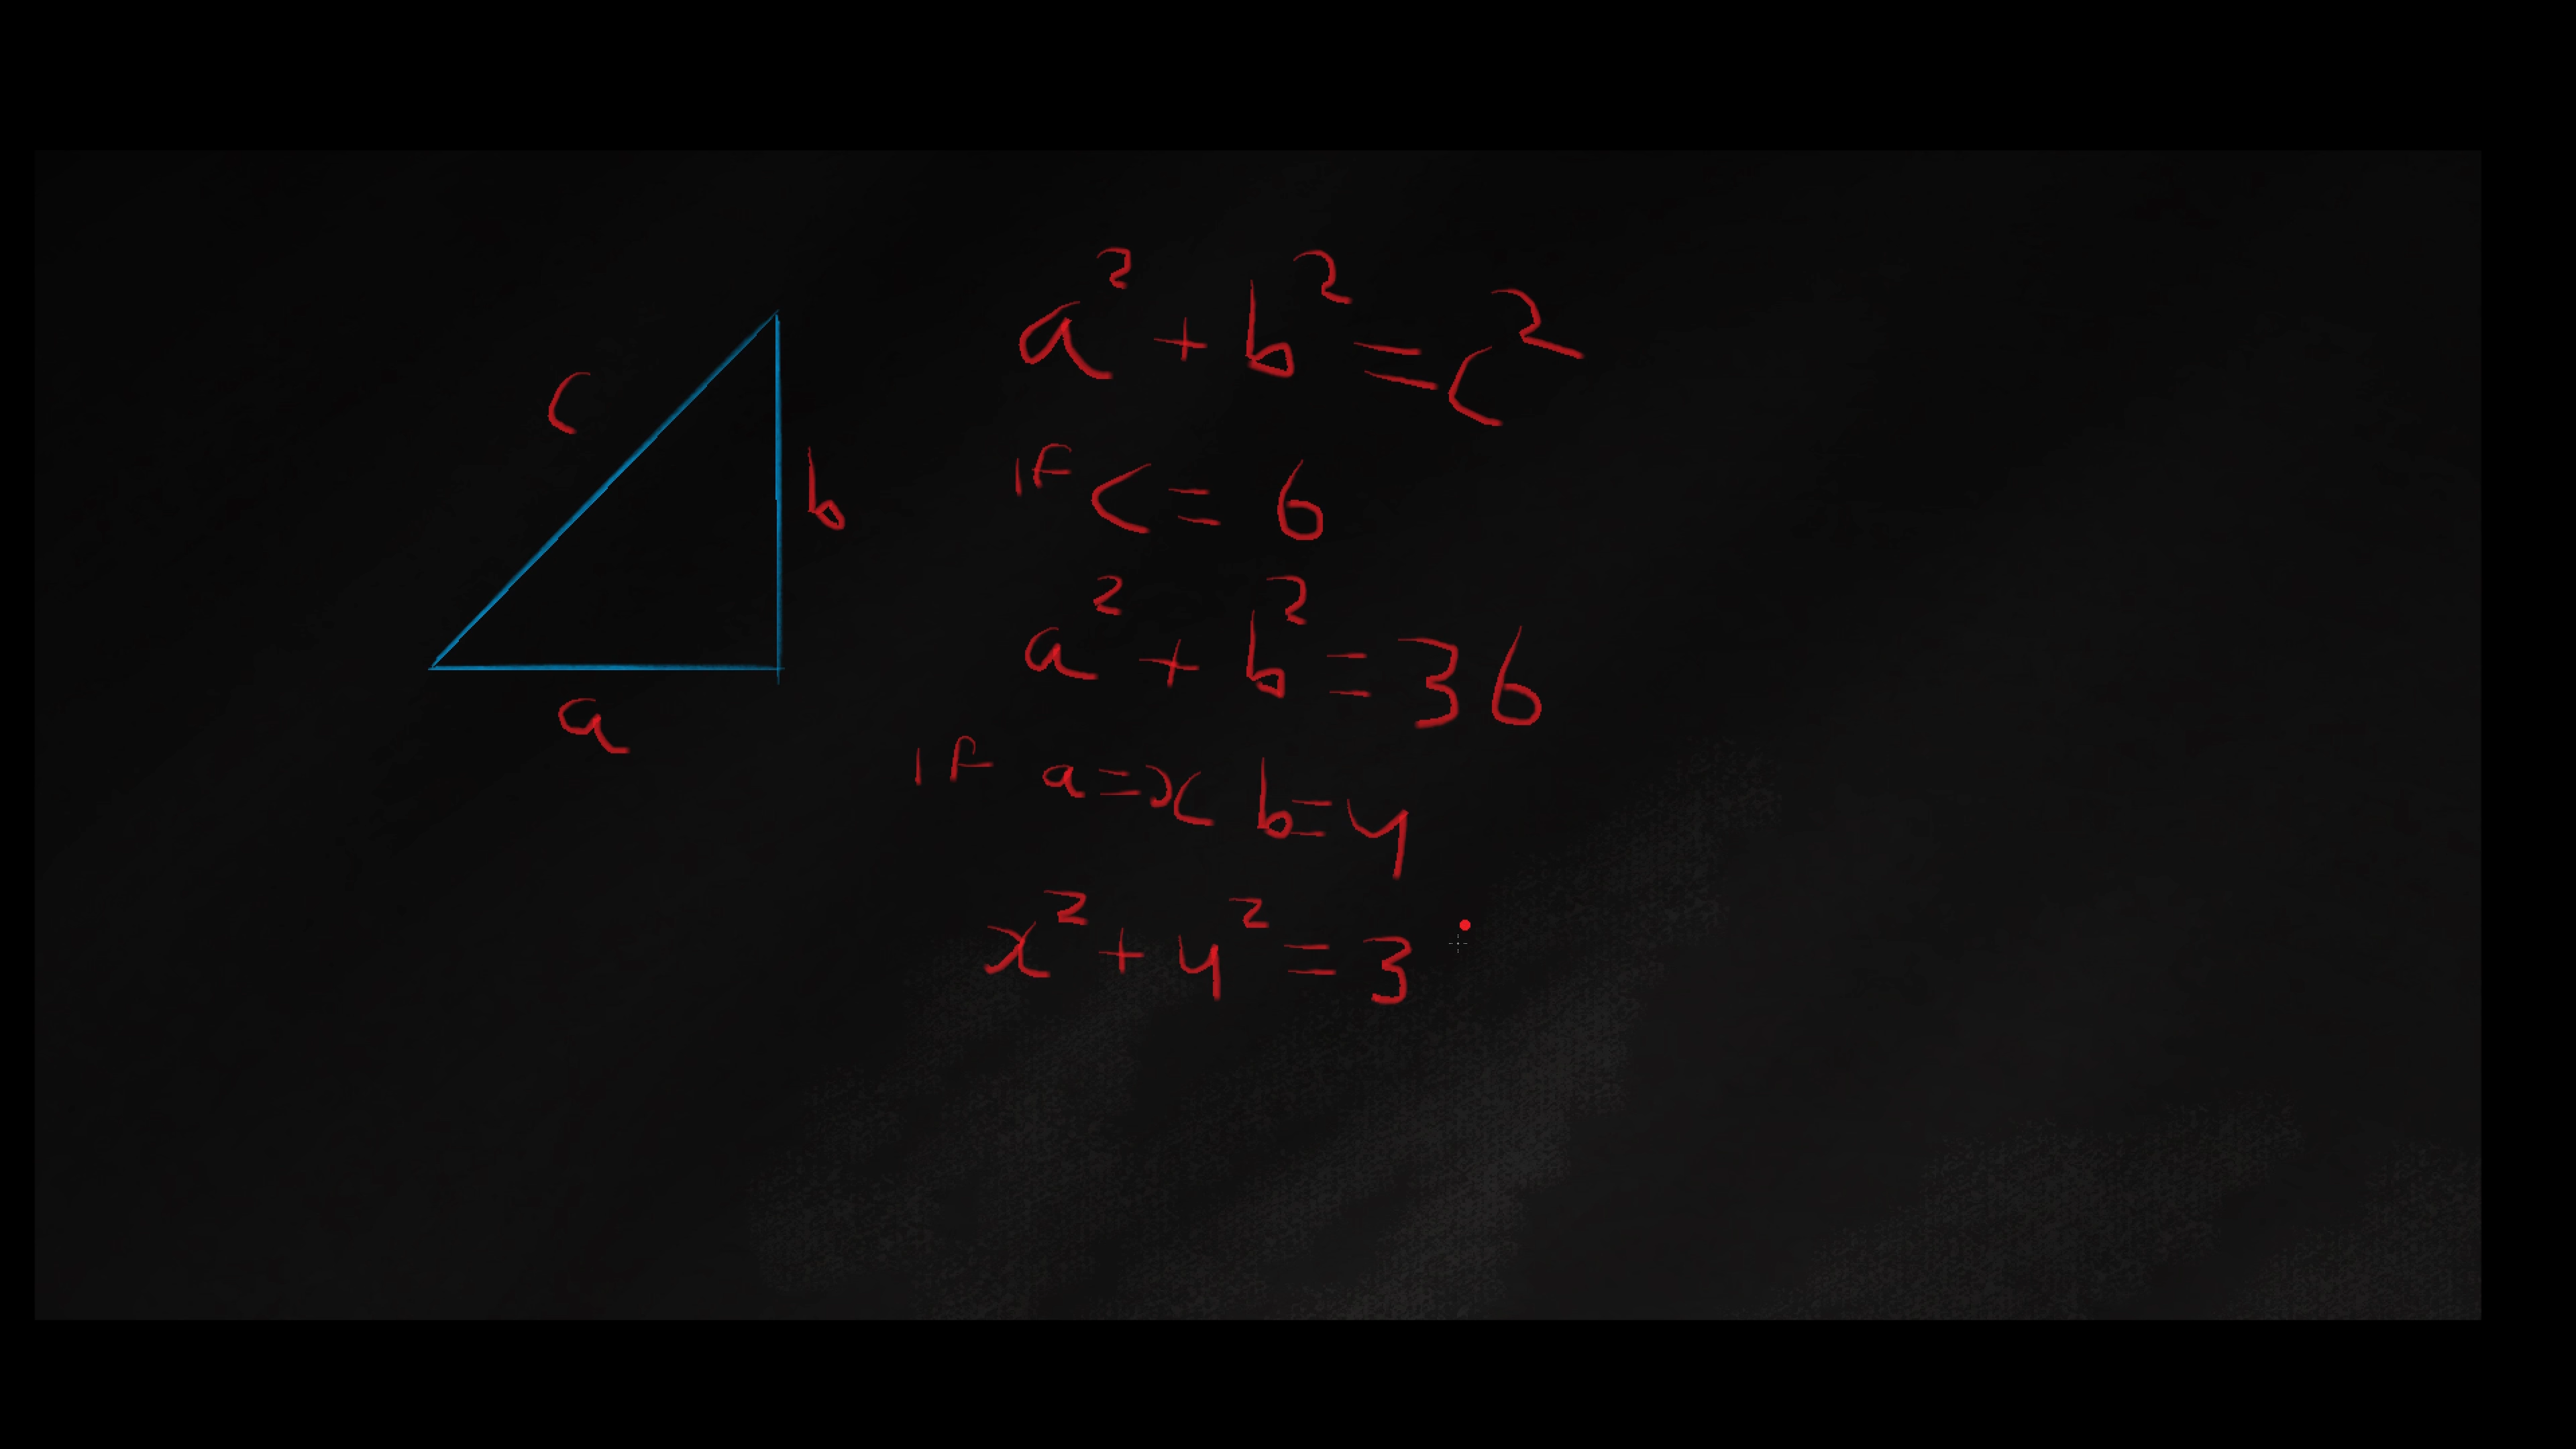 c
b
a
a² + b² = c²
IF c = 6
a² + b² = 36
IF a = x b = y
x² + y² = 3